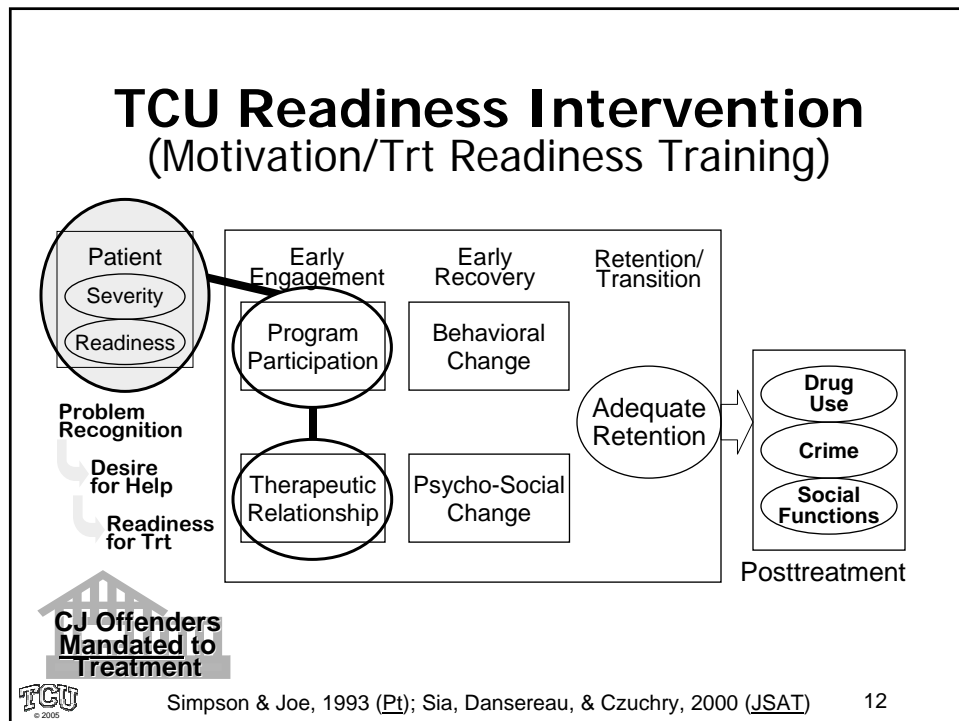 TCU Readiness Intervention
(Motivation/Trt Readiness Training)
Patient
Severity
Readiness
Problem
Recognition
Desire
for Help
Readiness
for Trt
CJ Offenders
Mandated to
Treatment
Early
Engagement
Program
Participation
Therapeutic
Relationship
Early
Recovery
Behavioral
Change
Psycho-Social
Change
Retention/
Transition
Adequate
Retention
Drug
Use
Crime
Social
Functions
Posttreatment
TCU
© 2005
Simpson & Joe, 1993 (Pt); Sia, Dansereau, & Czuchry, 2000 (JSAT)
12